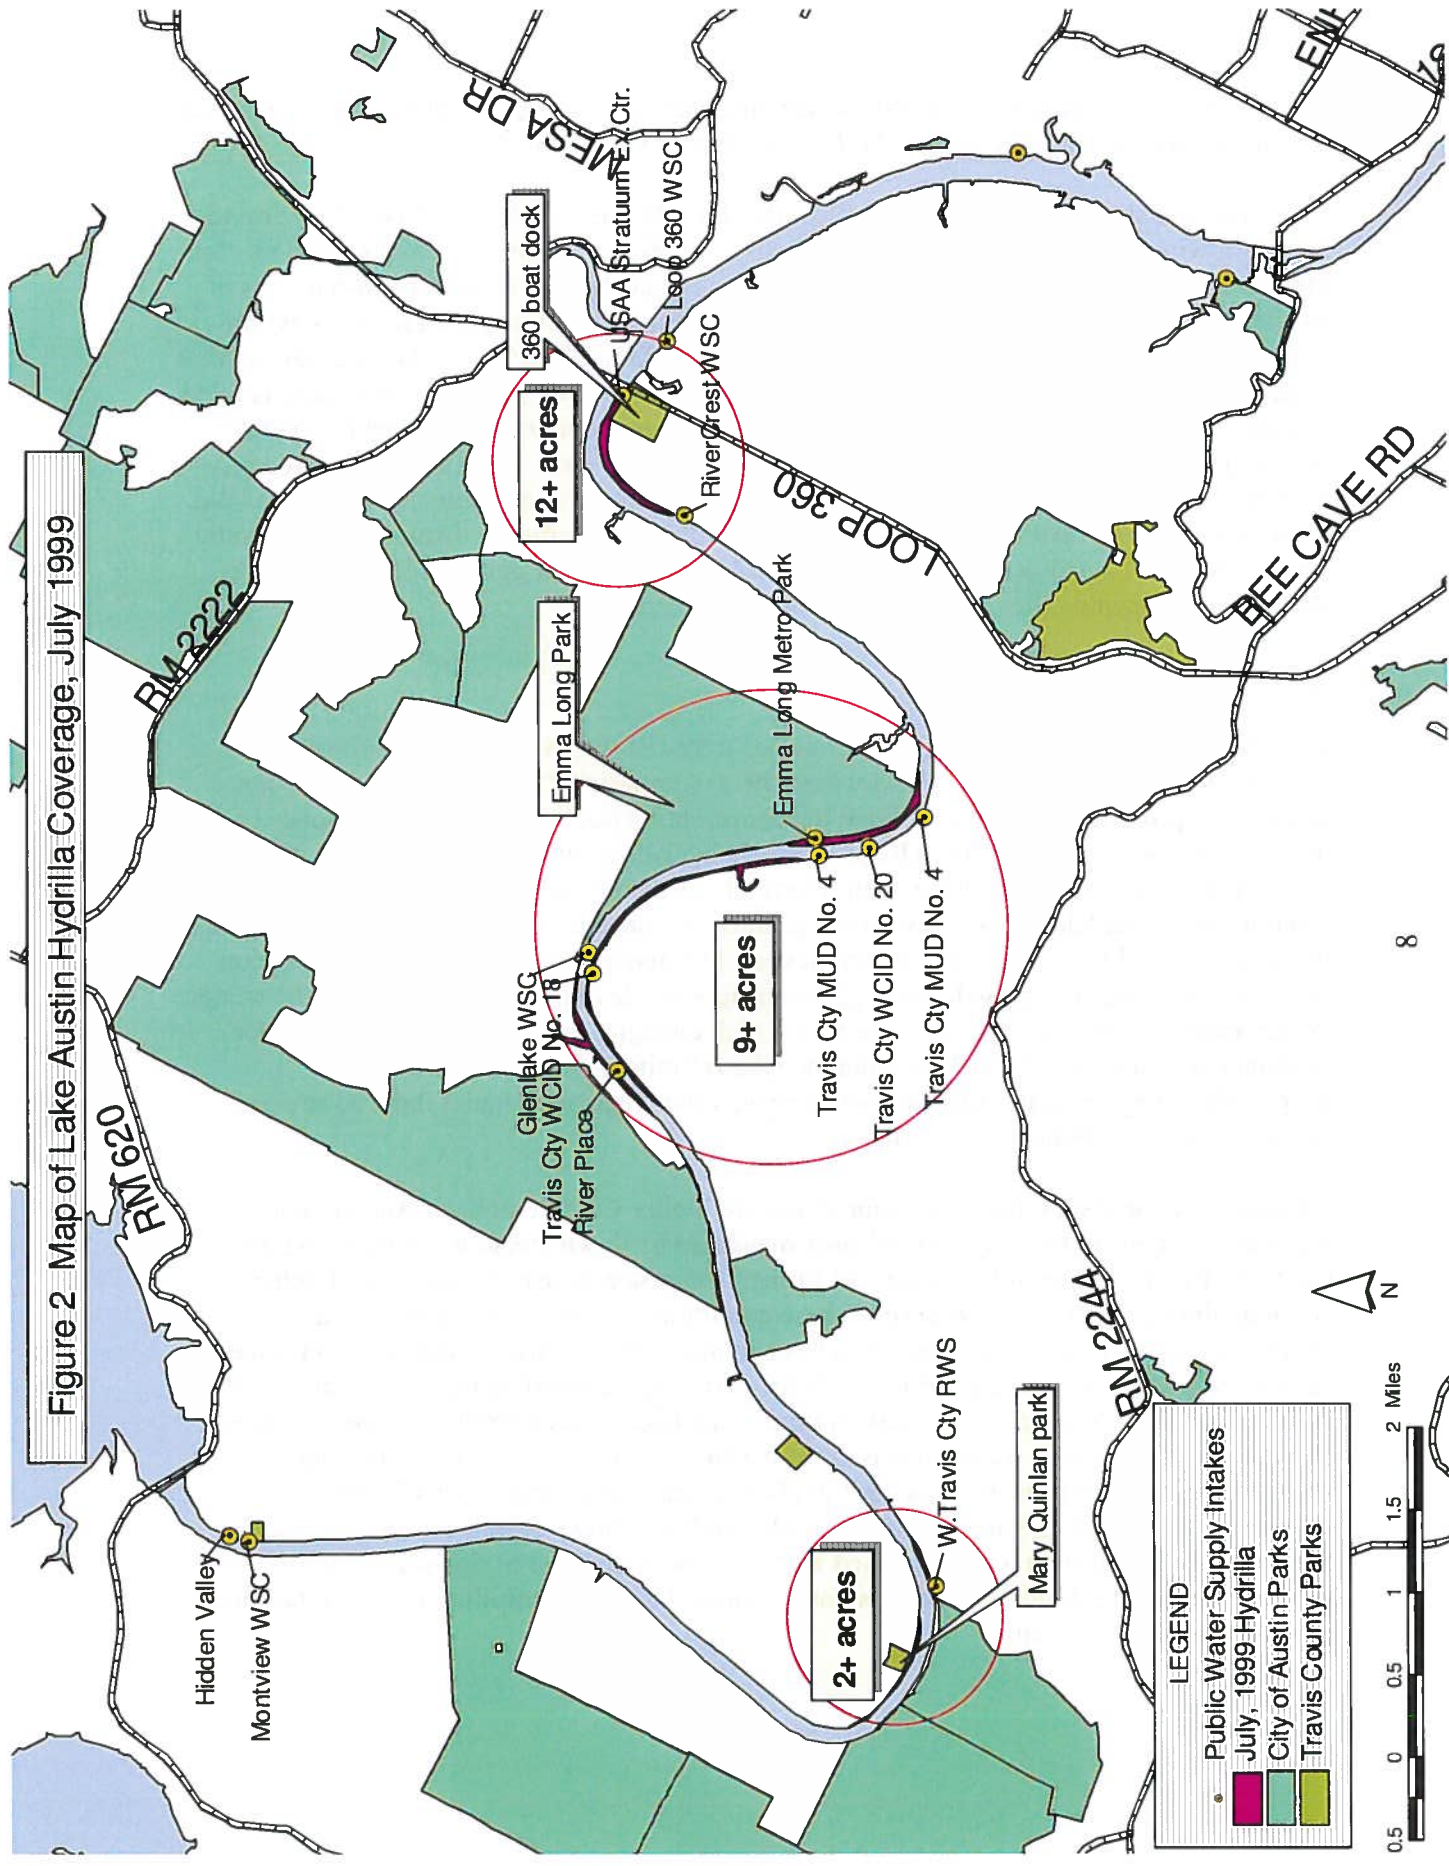 Figure 2  Map of Lake Austin Hydrilla Coverage, July 1999
RM 620
RM 2222
MESA DR
Hidden Valley
Montview WSC
Glenlake WSC
Travis Cty WCID No. 18
River Place
Emma Long Park
12+ acres
360 boat dock
USAA Stratuum Ex.Ctr.
Loop 360 WSC
RiverCrest WSC
9+ acres
Emma Long Metro Park
Travis Cty MUD No. 4
Travis Cty WCID No. 20
Travis Cty MUD No. 4
LOOP 360
2+ acres
W.Travis Cty RWS
Mary Quinlan park
RM 2244
BEE CAVE RD
LEGEND
Public Water Supply Intakes
July, 1999 Hydrilla
City of Austin Parks
Travis County Parks
N
0.5 0 0.5 1 1.5 2 Miles
8